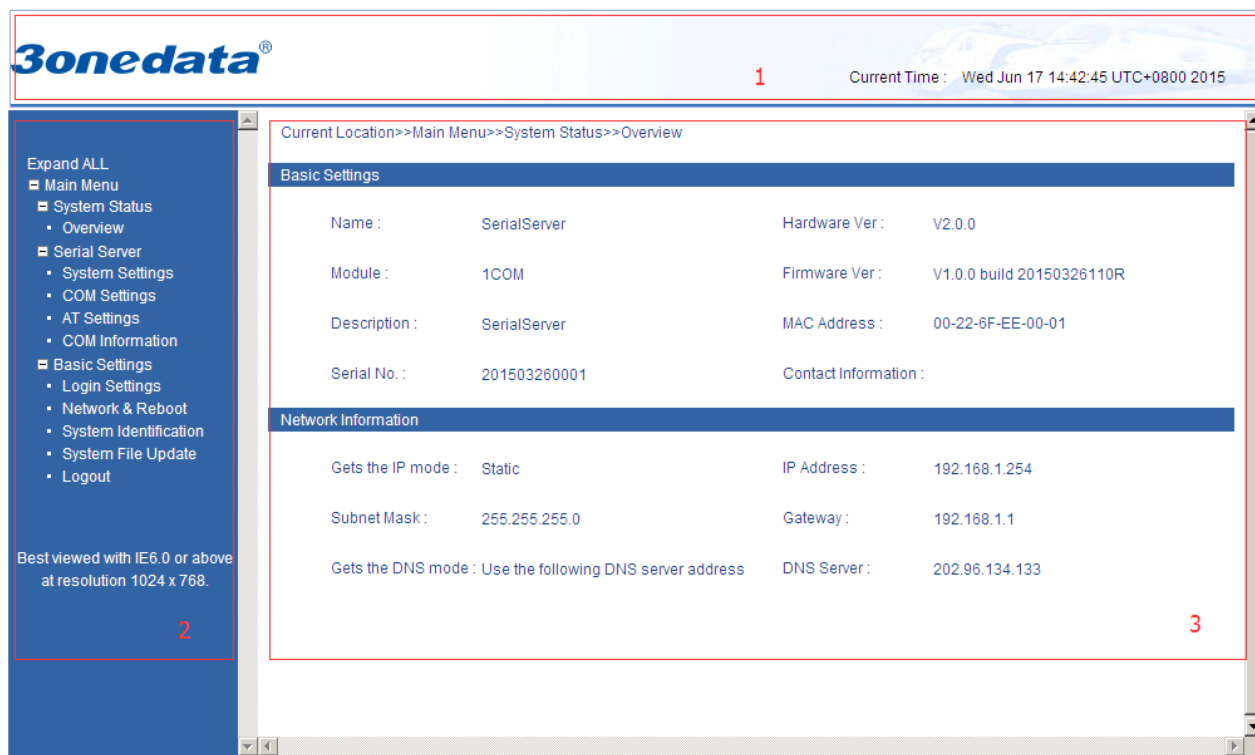 3onedata®
1
Current Time : Wed Jun 17 14:42:45 UTC+0800 2015
Expand ALL
Main Menu
System Status
Overview
Serial Server
System Settings
COM Settings
AT Settings
COM Information
Basic Settings
Login Settings
Network & Reboot
System Identification
System File Update
Logout
Best viewed with IE6.0 or above
at resolution 1024 x 768.
2
Current Location>>Main Menu>>System Status>>Overview
Basic Settings
Name : SerialServer Hardware Ver : V2.0.0
Module : 1COM Firmware Ver : V1.0.0 build 20150326110R
Description : SerialServer MAC Address : 00-22-6F-EE-00-01
Serial No. : 201503260001 Contact Information :
Network Information
Gets the IP mode : Static IP Address : 192.168.1.254
Subnet Mask : 255.255.255.0 Gateway : 192.168.1.1
Gets the DNS mode : Use the following DNS server address DNS Server : 202.96.134.133
3